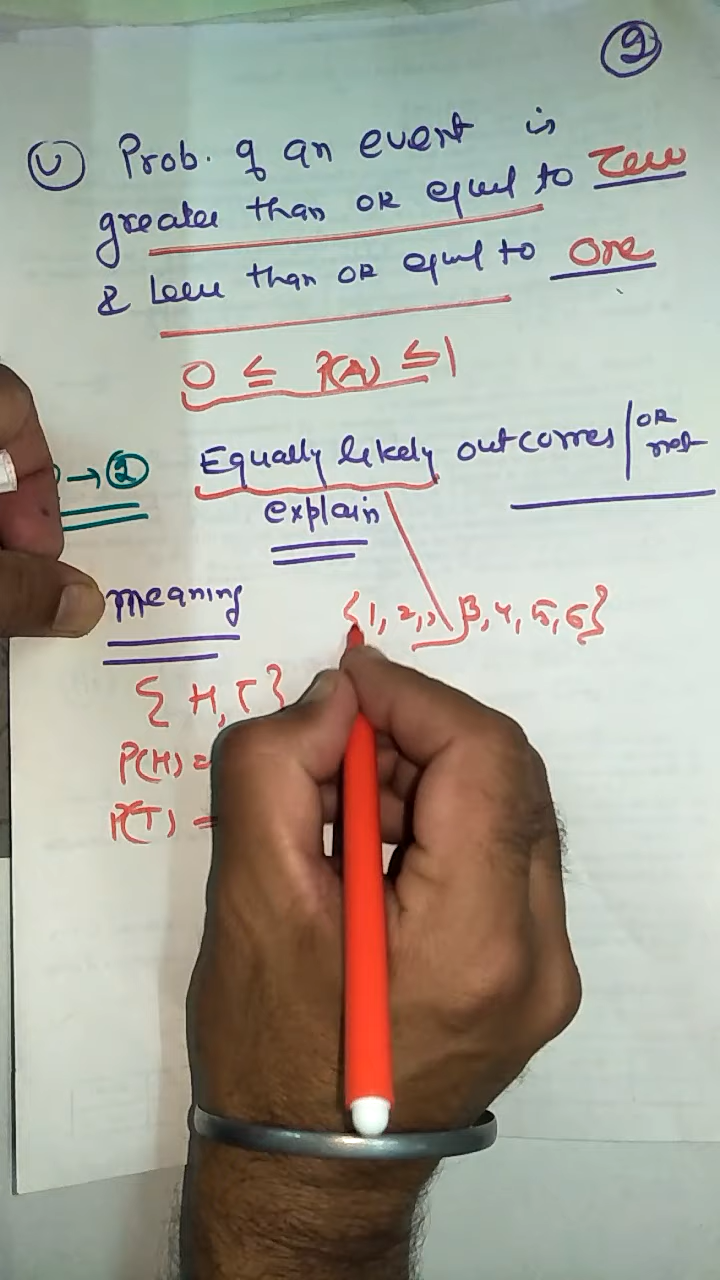 9
(v) Prob. of an event is
greater than OR equal to Zero
& Less than OR equal to One
0 ≤ P(A) ≤ 1
→ 2 Equally likely outcomes / OR not
explain
meaning
{1, 2, 3, 4, 5, 6}
{H, T}
P(H) =
P(T) =